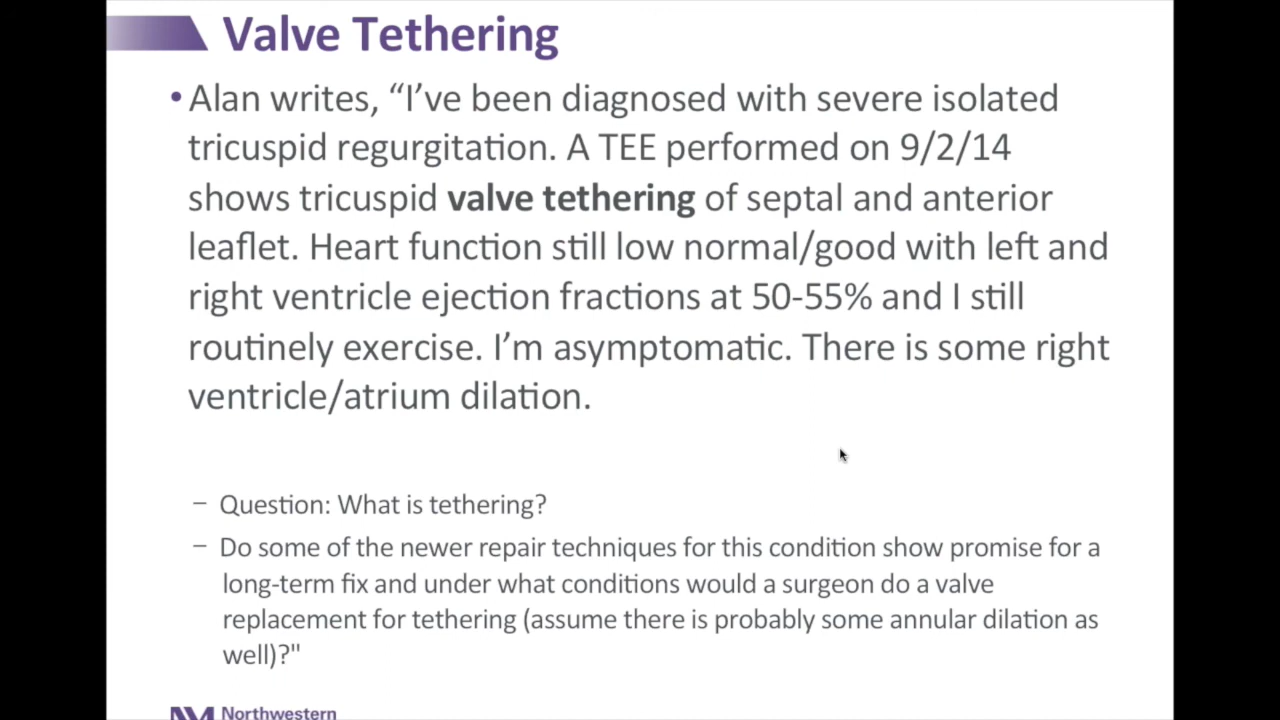 Valve Tethering
• Alan writes, “I’ve been diagnosed with severe isolated
tricuspid regurgitation. A TEE performed on 9/2/14
shows tricuspid valve tethering of septal and anterior
leaflet. Heart function still low normal/good with left and
right ventricle ejection fractions at 50-55% and I still
routinely exercise. I’m asymptomatic. There is some right
ventricle/atrium dilation.
– Question: What is tethering?
– Do some of the newer repair techniques for this condition show promise for a
long-term fix and under what conditions would a surgeon do a valve
replacement for tethering (assume there is probably some annular dilation as
well)?"
NM Northwestern